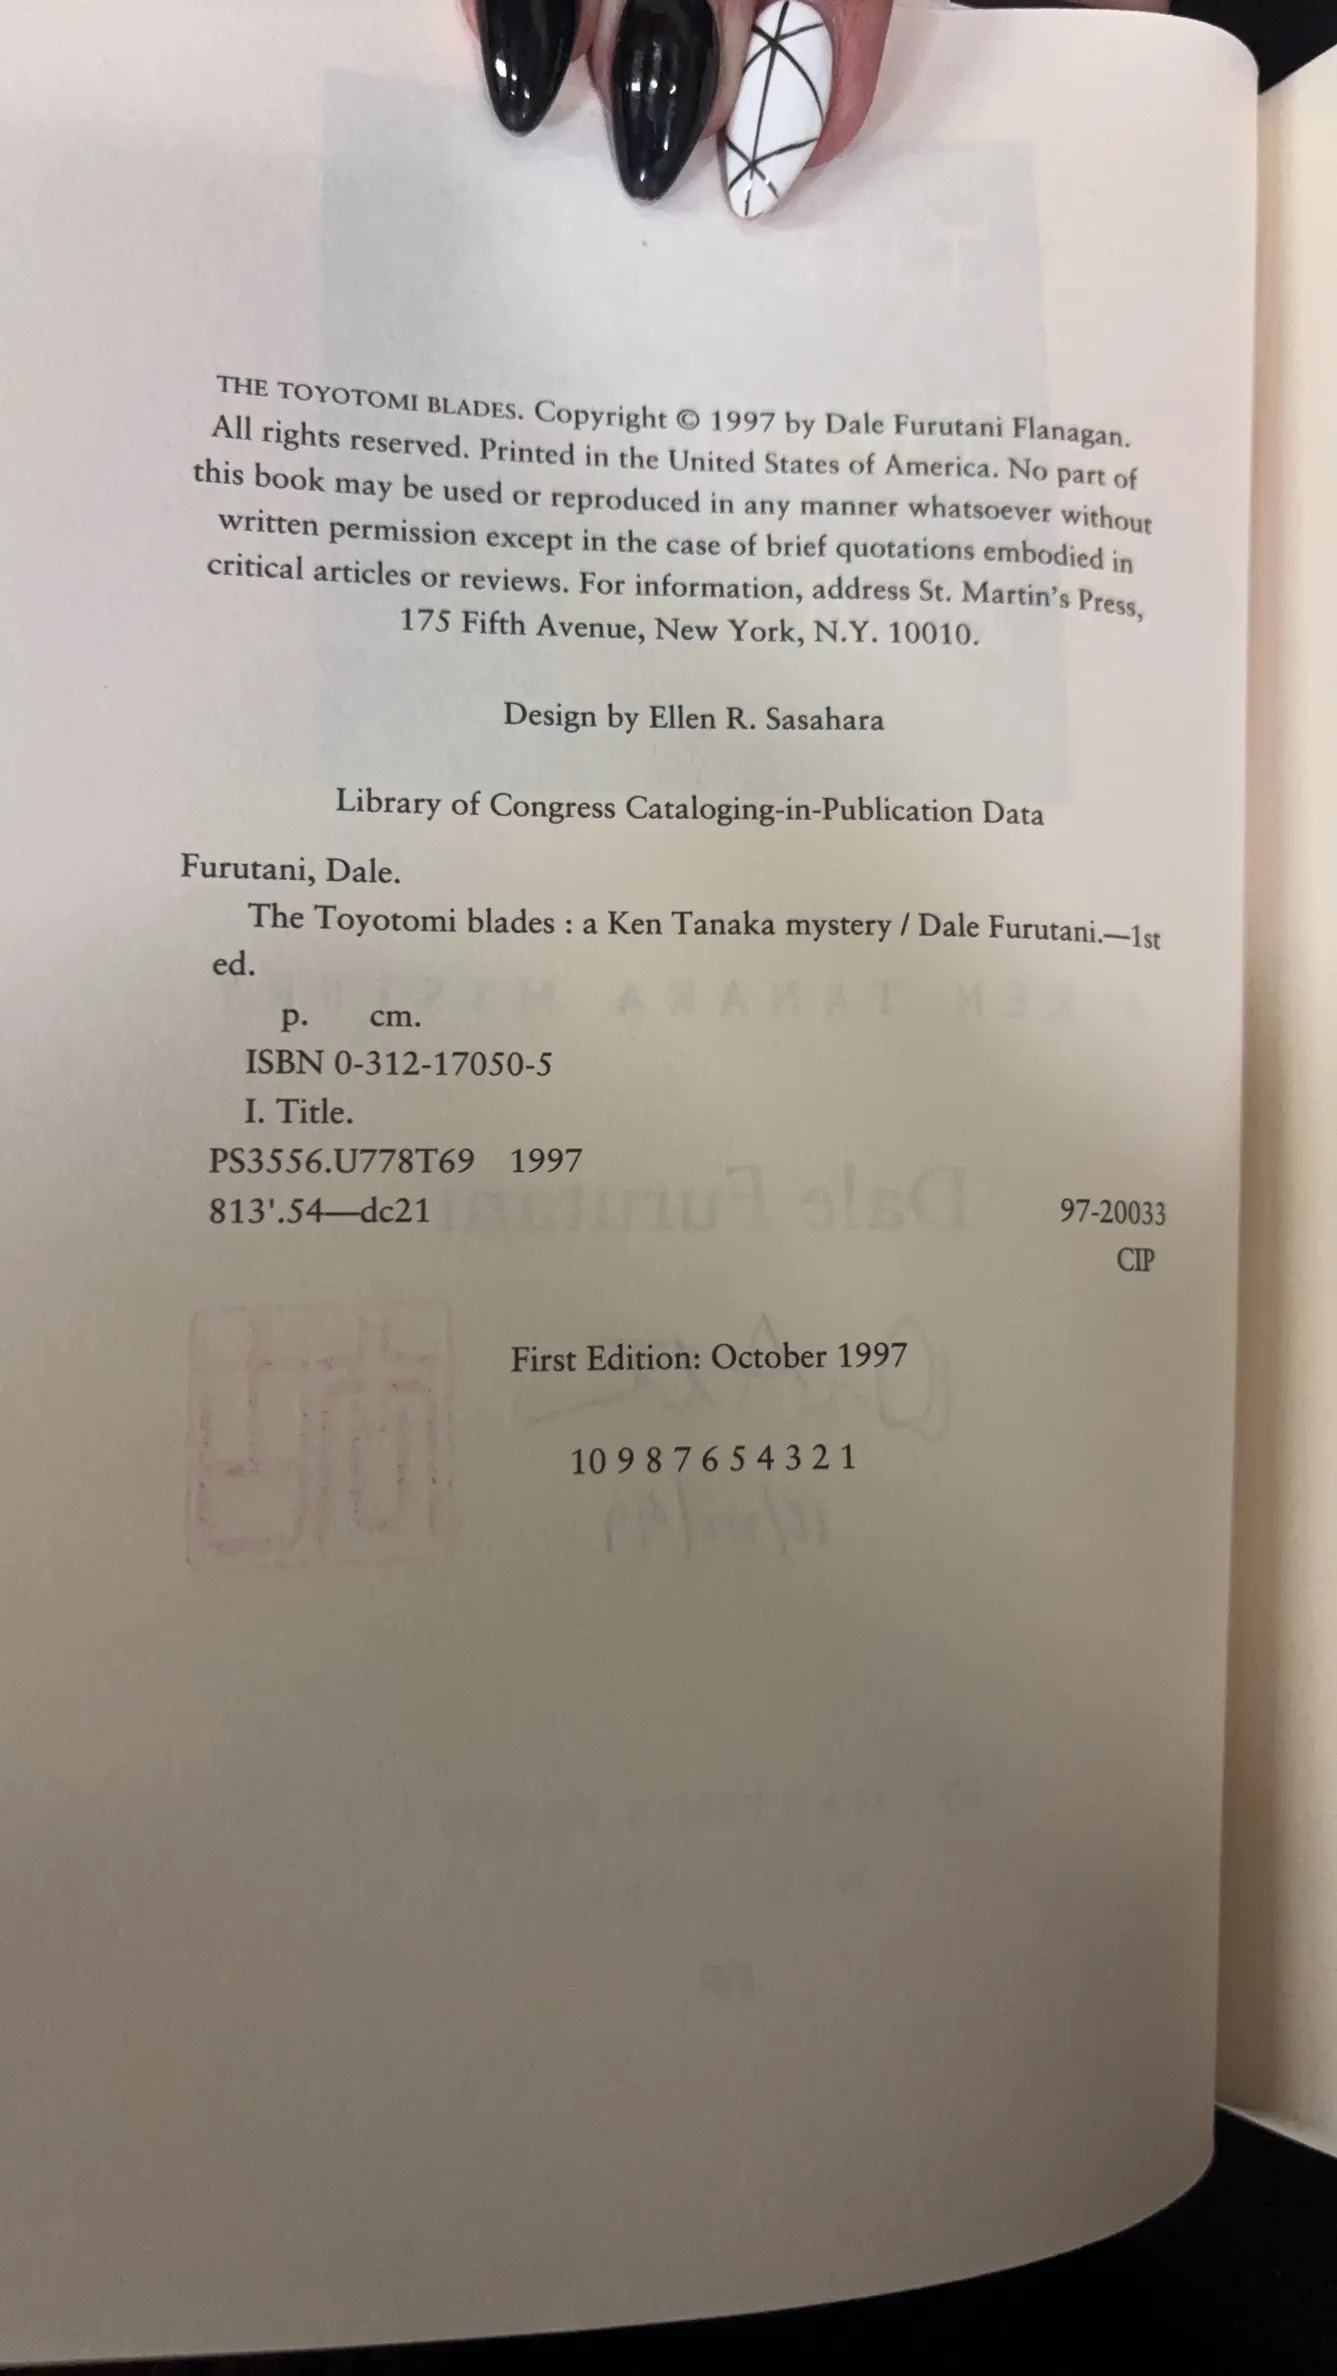 THE TOYOTOMI BLADES. Copyright © 1997 by Dale Furutani Flanagan.
All rights reserved. Printed in the United States of America. No part of
this book may be used or reproduced in any manner whatsoever without
written permission except in the case of brief quotations embodied in
critical articles or reviews. For information, address St. Martin's Press,
175 Fifth Avenue, New York, N.Y. 10010.
Design by Ellen R. Sasahara
Library of Congress Cataloging-in-Publication Data
Furutani, Dale.
The Toyotomi blades : a Ken Tanaka mystery / Dale Furutani.—1st
ed.
p. cm.
ISBN 0-312-17050-5
I. Title.
PS3556.U778T69 1997
813'.54—dc21 97-20033
CIP
First Edition: October 1997
10 9 8 7 6 5 4 3 2 1